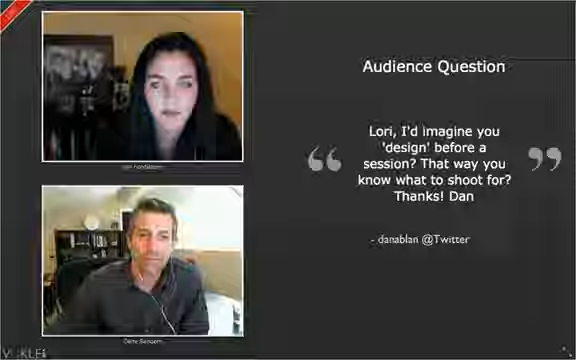 Audience Question
Lori, I'd imagine you
'design' before a
session? That way you
know what to shoot for?
Thanks! Dan
- danablan @Twitter